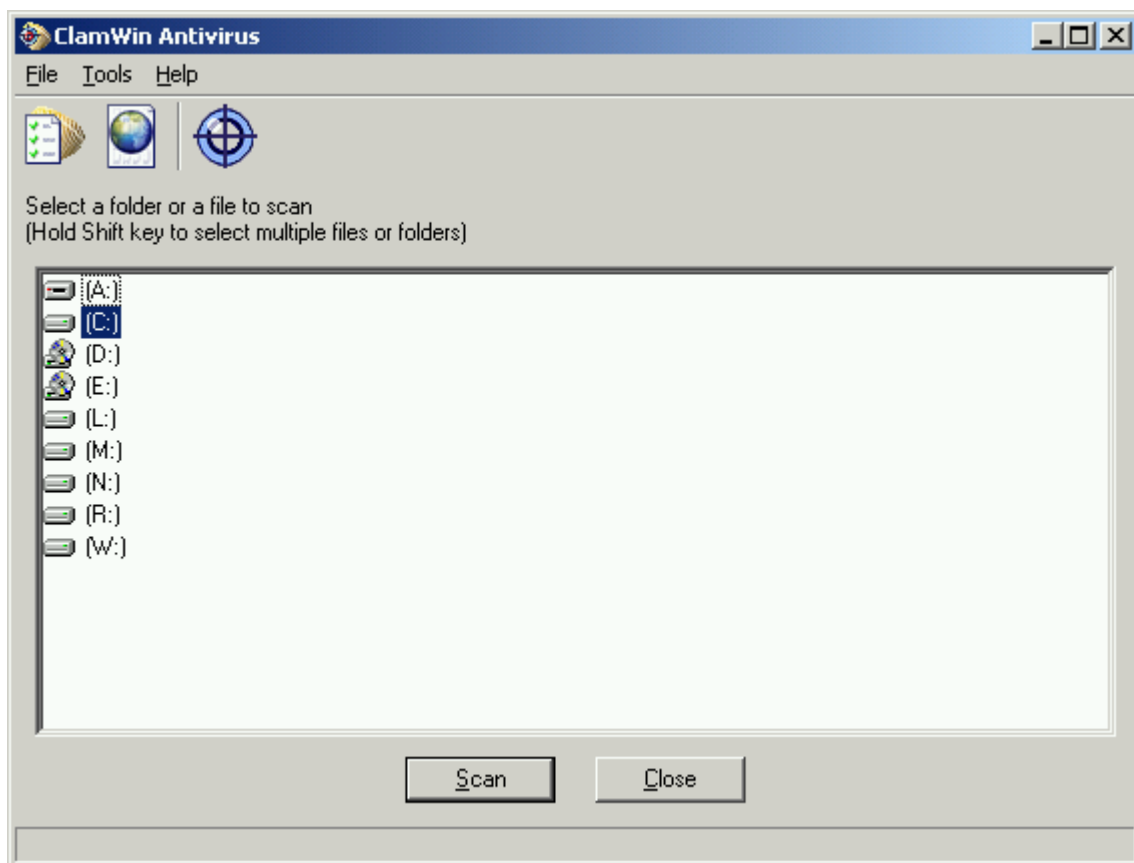 ClamWin Antivirus
File Tools Help
Select a folder or a file to scan
(Hold Shift key to select multiple files or folders)
(A:)
(C:)
(D:)
(E:)
(L:)
(M:)
(N:)
(R:)
(W:)
Scan Close